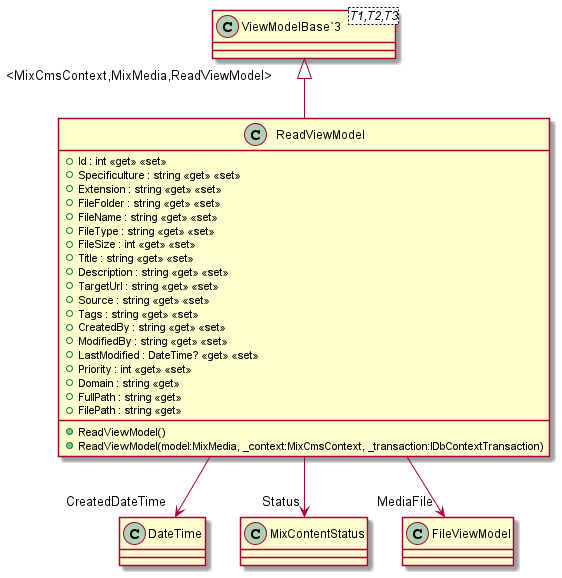 C ViewModelBase`3
T1,T2,T3
<MixCmsContext,MixMedia,ReadViewModel>
C ReadViewModel
Id : int «get» «set»
Specificulture : string «get» «set»
Extension : string «get» «set»
FileFolder : string «get» «set»
FileName : string «get» «set»
FileType : string «get» «set»
FileSize : int «get» «set»
Title : string «get» «set»
Description : string «get» «set»
TargetUrl : string «get» «set»
Source : string «get» «set»
Tags : string «get» «set»
CreatedBy : string «get» «set»
ModifiedBy : string «get» «set»
LastModified : DateTime? «get» «set»
Priority : int «get» «set»
Domain : string «get»
FullPath : string «get»
FilePath : string «get»
ReadViewModel()
ReadViewModel(model:MixMedia, _context:MixCmsContext, _transaction:IDbContextTransaction)
CreatedDateTime
Status
MediaFile
C DateTime
C MixContentStatus
C FileViewModel